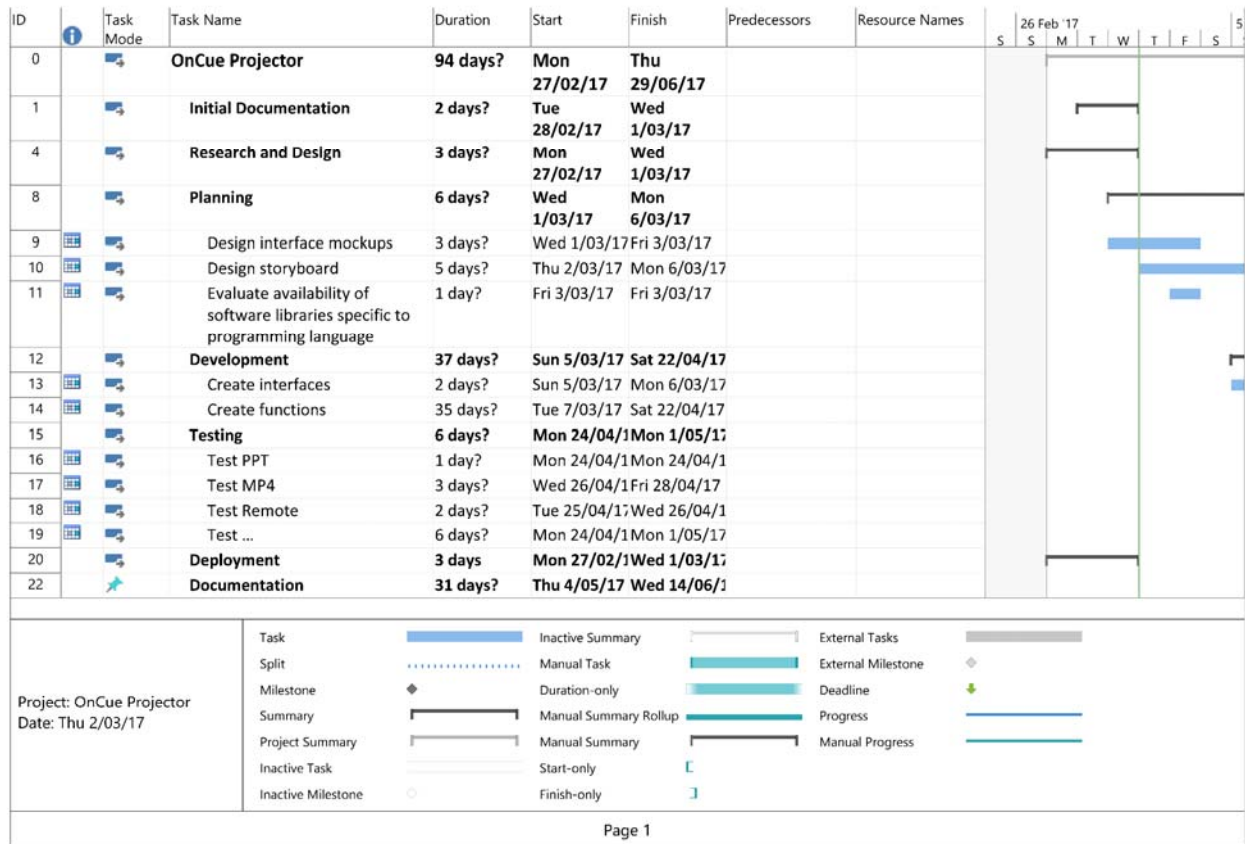 ID Task Mode Task Name Duration Start Finish Predecessors Resource Names 26 Feb '17 5
S S M T W T F S
0 OnCue Projector 94 days? Mon 27/02/17 Thu 29/06/17
1 Initial Documentation 2 days? Tue 28/02/17 Wed 1/03/17
4 Research and Design 3 days? Mon 27/02/17 Wed 1/03/17
8 Planning 6 days? Wed 1/03/17 Mon 6/03/17
9 Design interface mockups 3 days? Wed 1/03/17 Fri 3/03/17
10 Design storyboard 5 days? Thu 2/03/17 Mon 6/03/17
11 Evaluate availability of software libraries specific to programming language 1 day? Fri 3/03/17 Fri 3/03/17
12 Development 37 days? Sun 5/03/17 Sat 22/04/17
13 Create interfaces 2 days? Sun 5/03/17 Mon 6/03/17
14 Create functions 35 days? Tue 7/03/17 Sat 22/04/17
15 Testing 6 days? Mon 24/04/1 Mon 1/05/17
16 Test PPT 1 day? Mon 24/04/1 Mon 24/04/1
17 Test MP4 3 days? Wed 26/04/1 Fri 28/04/17
18 Test Remote 2 days? Tue 25/04/17 Wed 26/04/1
19 Test ... 6 days? Mon 24/04/1 Mon 1/05/17
20 Deployment 3 days Mon 27/02/1 Wed 1/03/17
22 Documentation 31 days? Thu 4/05/17 Wed 14/06/1
Project: OnCue Projector
Date: Thu 2/03/17
Task Inactive Summary External Tasks
Split Manual Task External Milestone
Milestone Duration-only Deadline
Summary Manual Summary Rollup Progress
Project Summary Manual Summary Manual Progress
Inactive Task Start-only
Inactive Milestone Finish-only
Page 1